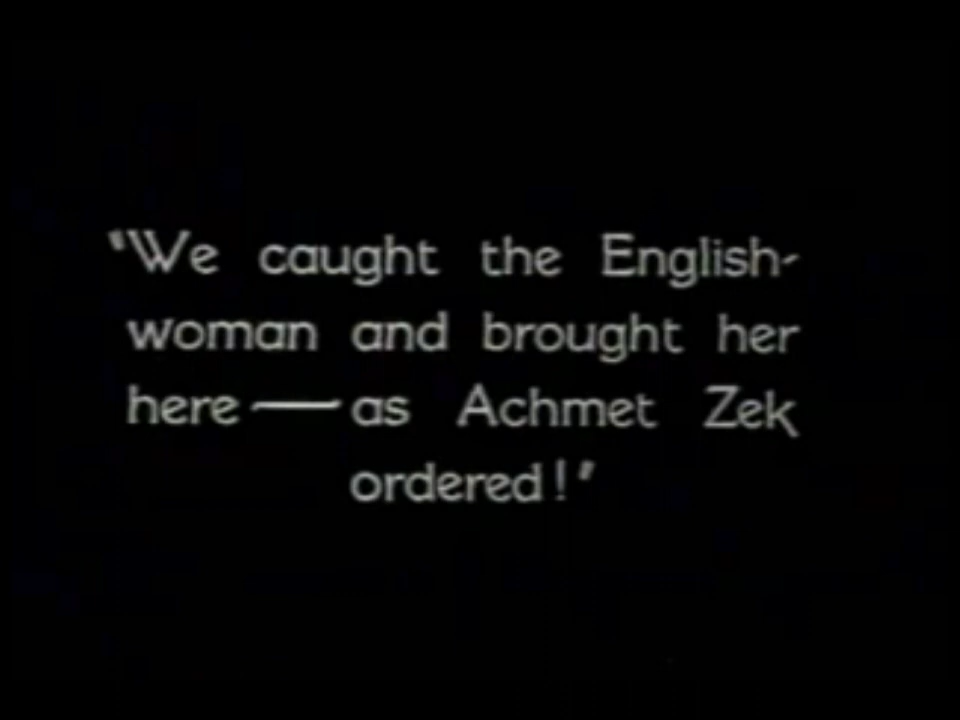 "We caught the English-
woman and brought her
here — as Achmet Zek
ordered!"